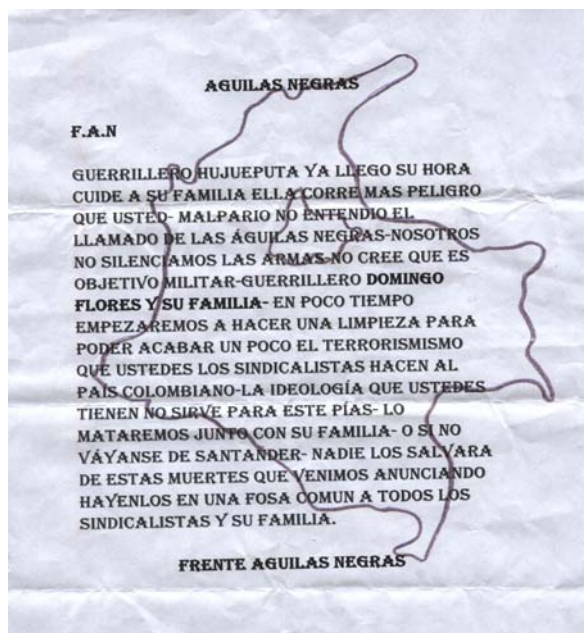 AGUILAS NEGRAS
F.A.N
GUERRILLERO HUJUEPUTA YA LLEGO SU HORA
CUIDE A SU FAMILIA ELLA CORRE MAS PELIGRO
QUE USTED- MALPARIO NO ENTENDIO EL
LLAMADO DE LAS ÁGUILAS NEGRAS-NOSOTROS
NO SILENCIAMOS LAS ARMAS-NO CREE QUE ES
OBJETIVO MILITAR-GUERRILLERO DOMINGO
FLORES Y SU FAMILIA- EN POCO TIEMPO
EMPEZAREMOS A HACER UNA LIMPIEZA PARA
PODER ACABAR UN POCO EL TERRORISMISMO
QUE USTEDES LOS SINDICALISTAS HACEN AL
PAÍS COLOMBIANO-LA IDEOLOGÍA QUE USTEDES
TIENEN NO SIRVE PARA ESTE PÍAS- LO
MATAREMOS JUNTO CON SU FAMILIA- O SI NO
VÁYANSE DE SANTANDER- NADIE LOS SALVARA
DE ESTAS MUERTES QUE VENIMOS ANUNCIANDO
HAYENLOS EN UNA FOSA COMUN A TODOS LOS
SINDICALISTAS Y SU FAMILIA.
FRENTE AGUILAS NEGRAS